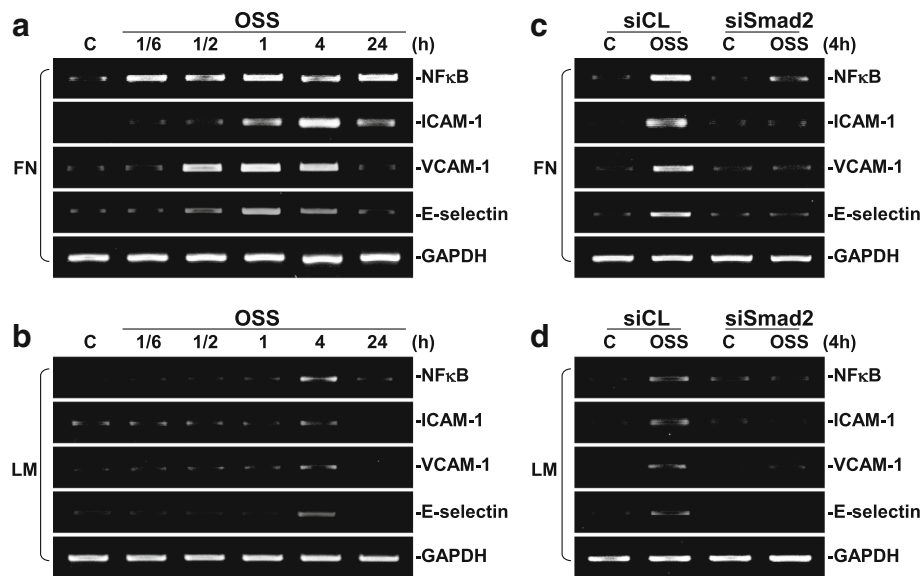 a
OSS
C 1/6 1/2 1 4 24 (h)
FN
-NFκB
-ICAM-1
-VCAM-1
-E-selectin
-GAPDH
b
OSS
C 1/6 1/2 1 4 24 (h)
LM
-NFκB
-ICAM-1
-VCAM-1
-E-selectin
-GAPDH
c
siCL siSmad2
C OSS C OSS (4h)
FN
-NFκB
-ICAM-1
-VCAM-1
-E-selectin
-GAPDH
d
siCL siSmad2
C OSS C OSS (4h)
LM
-NFκB
-ICAM-1
-VCAM-1
-E-selectin
-GAPDH